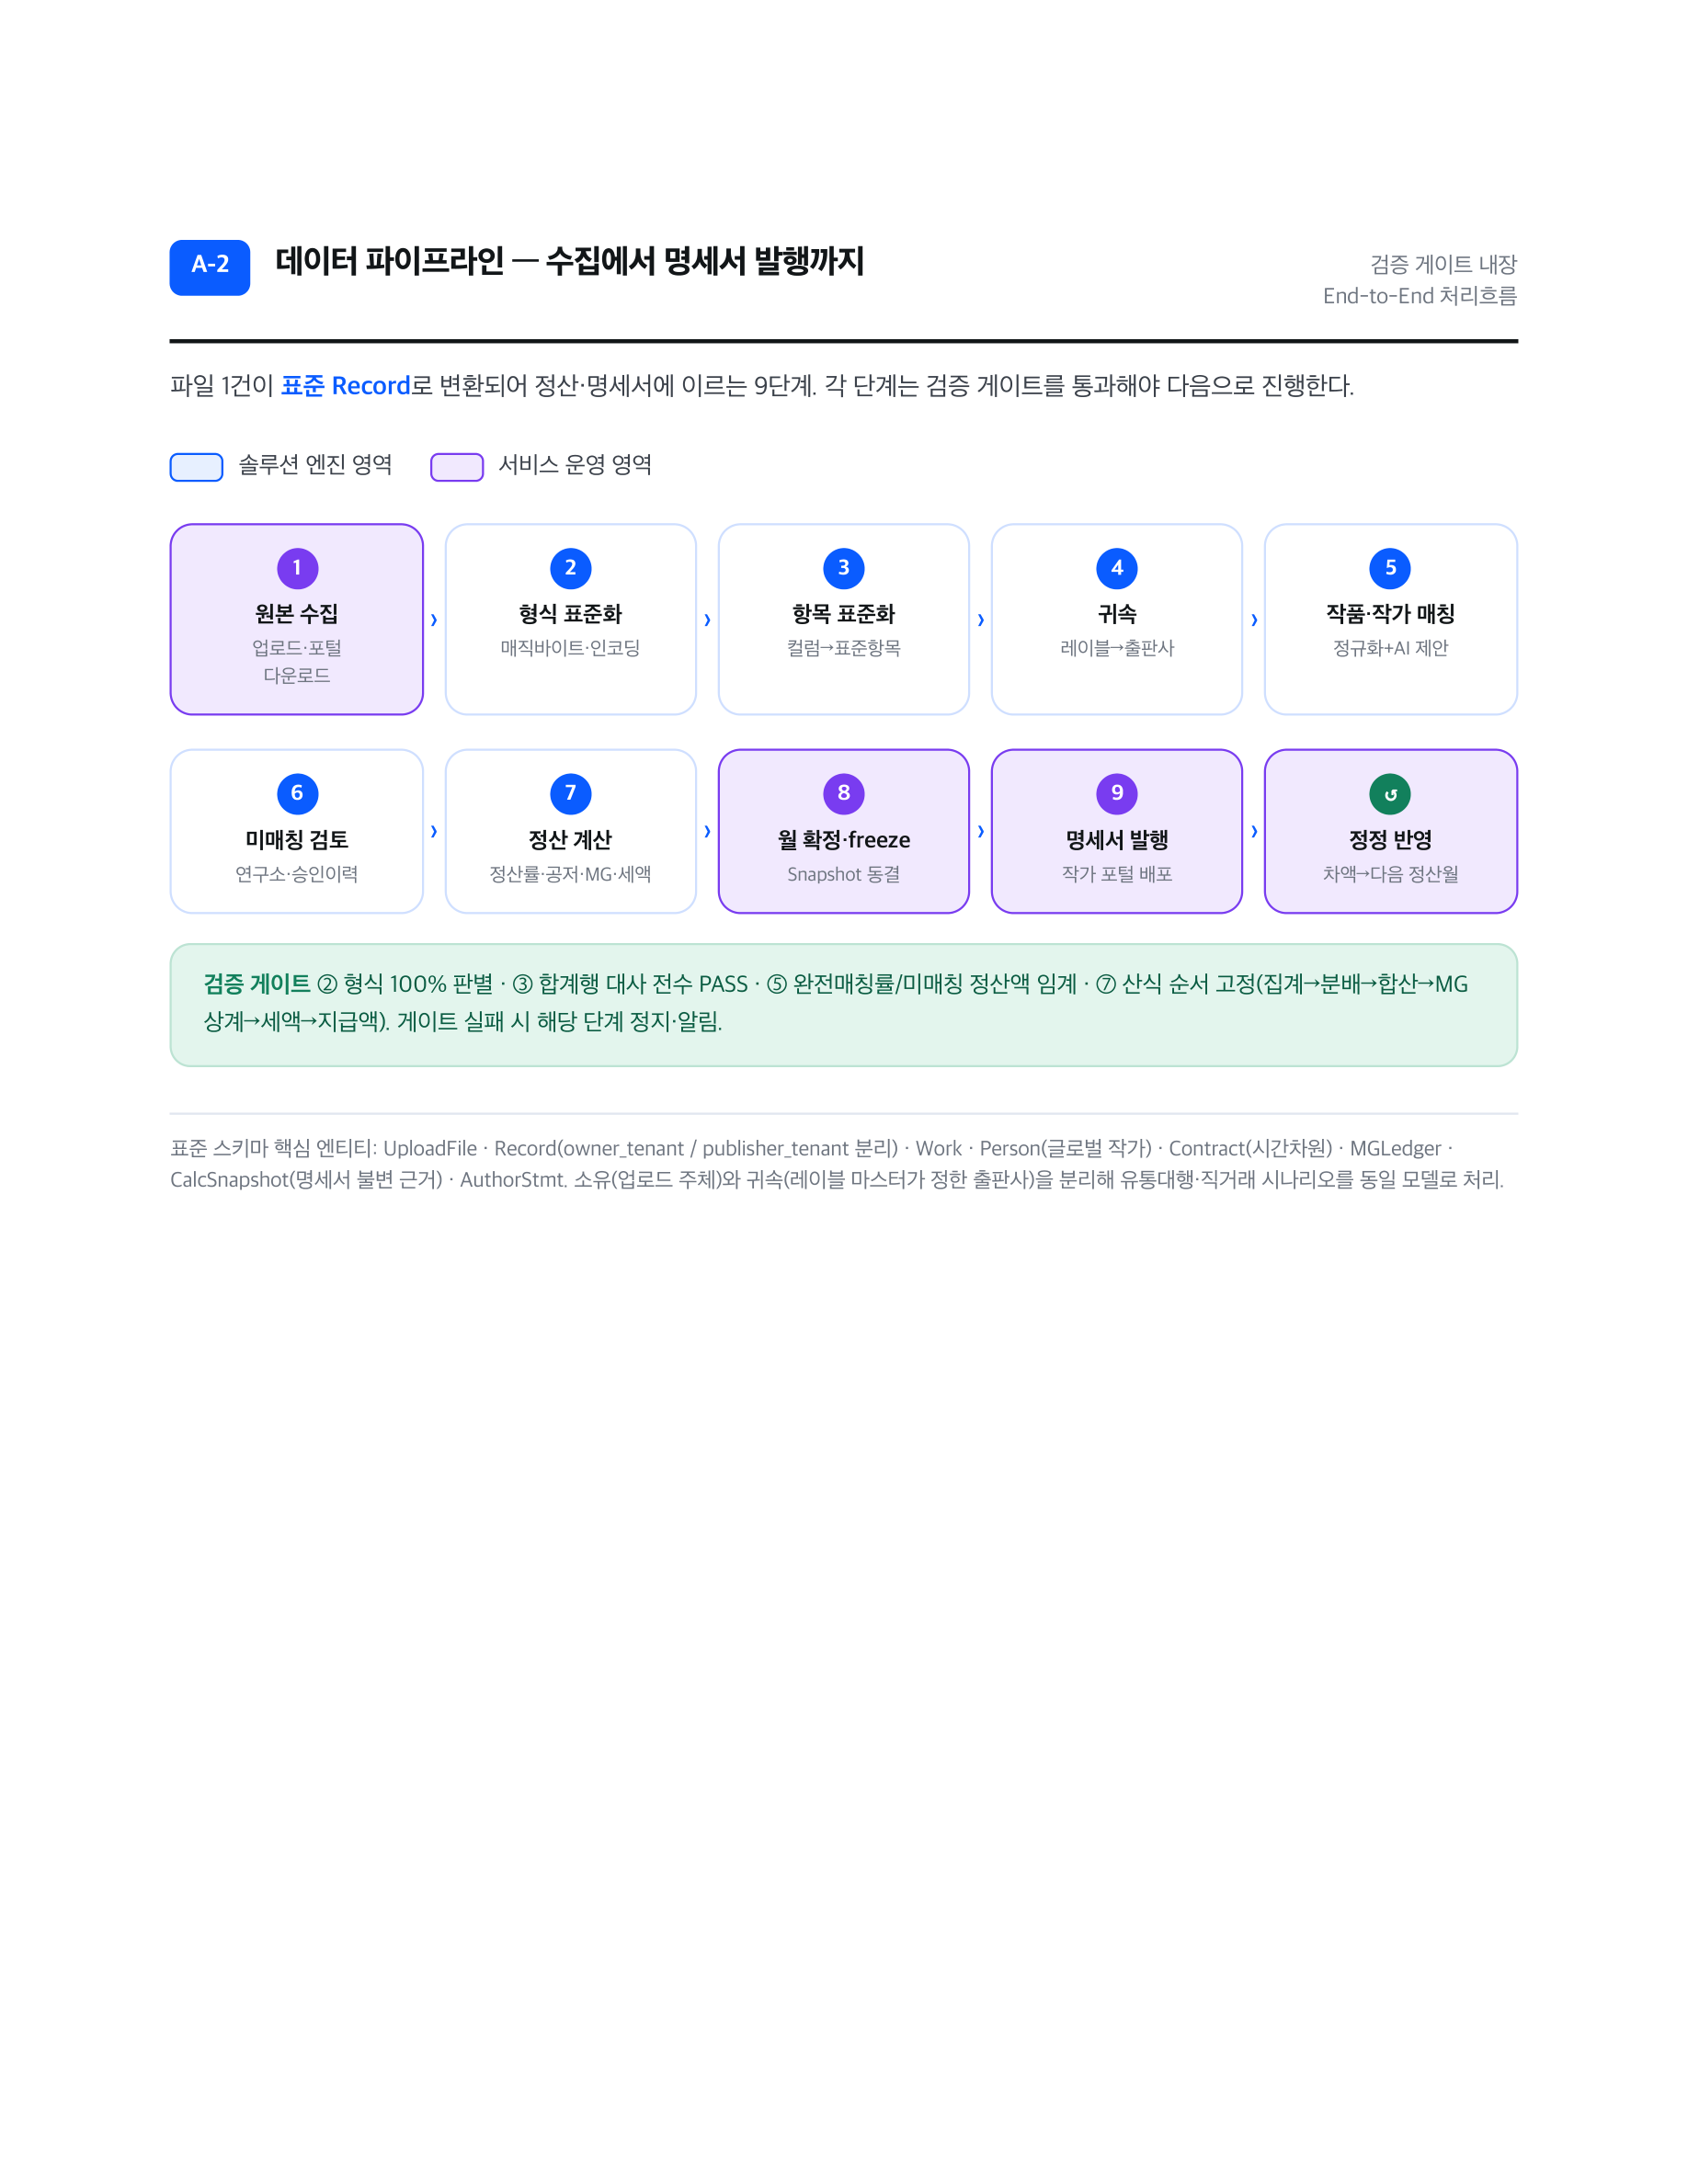 A-2
데이터 파이프라인 — 수집에서 명세서 발행까지
검증 게이트 내장
End-to-End 처리흐름
파일 1건이 표준 Record로 변환되어 정산·명세서에 이르는 9단계. 각 단계는 검증 게이트를 통과해야 다음으로 진행한다.
솔루션 엔진 영역
서비스 운영 영역
1
원본 수집
업로드·포털
다운로드
›
2
형식 표준화
매직바이트·인코딩
›
3
항목 표준화
컬럼→표준항목
›
4
귀속
레이블→출판사
›
5
작품·작가 매칭
정규화+AI 제안
6
미매칭 검토
연구소·승인이력
›
7
정산 계산
정산률·공저·MG·세액
›
8
월 확정·freeze
Snapshot 동결
›
9
명세서 발행
작가 포털 배포
›
↺
정정 반영
차액→다음 정산월
검증 게이트 ② 형식 100% 판별 · ③ 합계행 대사 전수 PASS · ⑤ 완전매칭률/미매칭 정산액 임계 · ⑦ 산식 순서 고정(집계→분배→합산→MG
상계→세액→지급액). 게이트 실패 시 해당 단계 정지·알림.
표준 스키마 핵심 엔티티: UploadFile · Record(owner_tenant / publisher_tenant 분리) · Work · Person(글로벌 작가) · Contract(시간차원) · MGLedger ·
CalcSnapshot(명세서 불변 근거) · AuthorStmt. 소유(업로드 주체)와 귀속(레이블 마스터가 정한 출판사)을 분리해 유통대행·직거래 시나리오를 동일 모델로 처리.